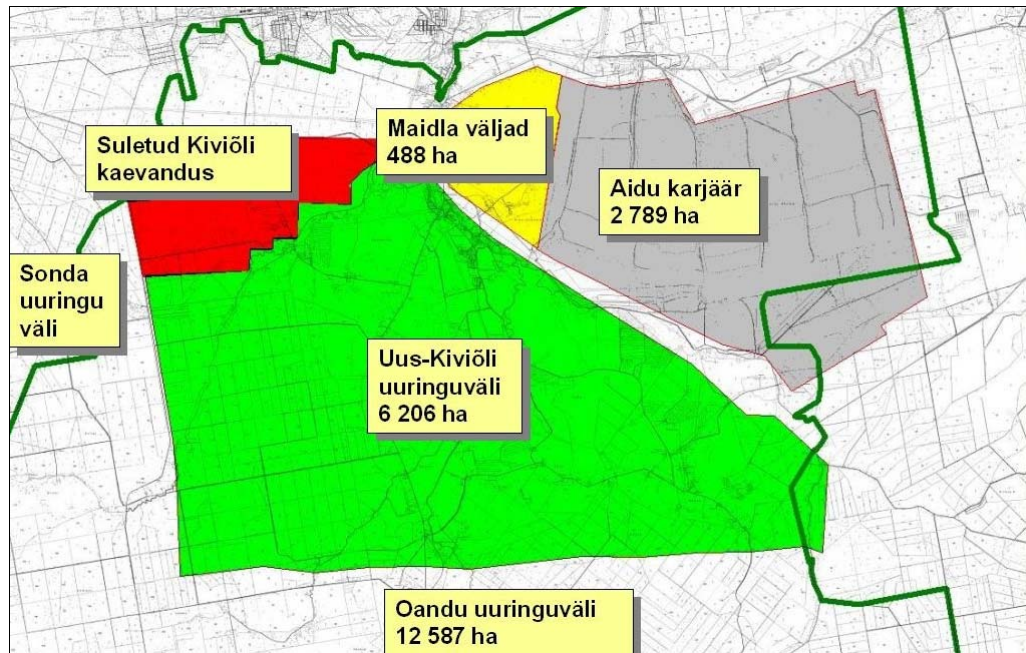 Maidla väljad
488 ha
Suletud Kiviõli
kaevandus
Aidu karjäär
2 789 ha
Sonda
uuringu
väli
Uus-Kiviõli
uuringuväli
6 206 ha
Oandu uuringuväli
12 587 ha